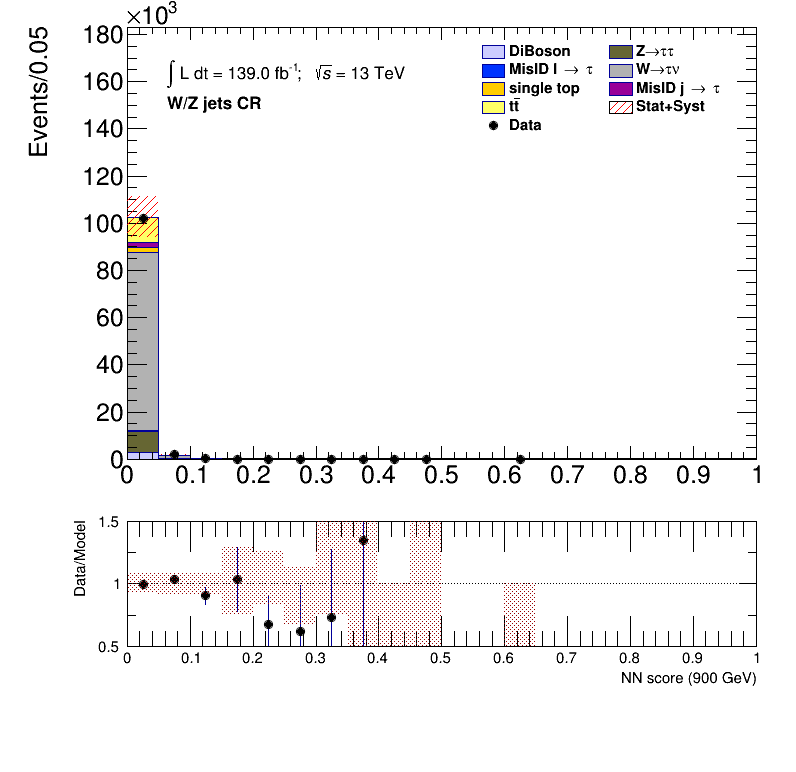 ×10³
Events/0.05
180
160
140
120
100
80
60
40
20
0
∫ L dt = 139.0 fb⁻¹; √s = 13 TeV
W/Z jets CR
DiBoson
MisID l → τ
single top
tt̄
Data
Z→ττ
W→τν
MisID j → τ
Stat+Syst
0 0.1 0.2 0.3 0.4 0.5 0.6 0.7 0.8 0.9 1
Data/Model
1.5
1
0.5
0 0.1 0.2 0.3 0.4 0.5 0.6 0.7 0.8 0.9 1
NN score (900 GeV)